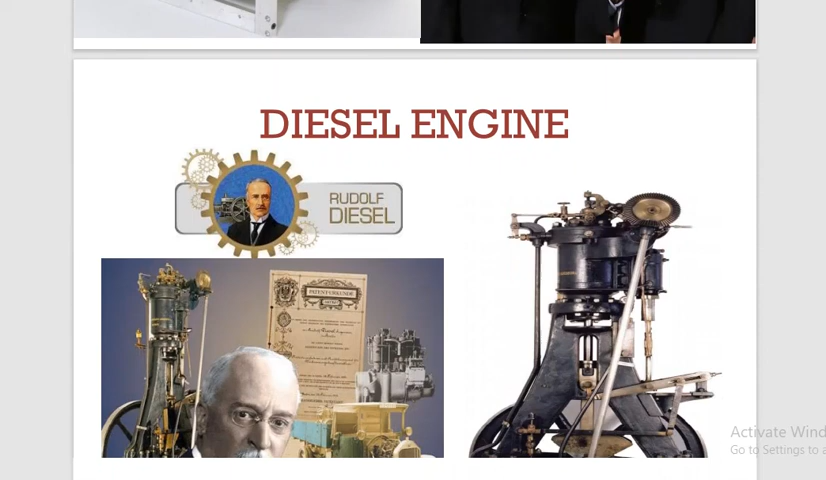 DIESEL ENGINE
RUDOLF
DIESEL
PATENT-URKUNDE
Activate Wind
Go to Settings to a